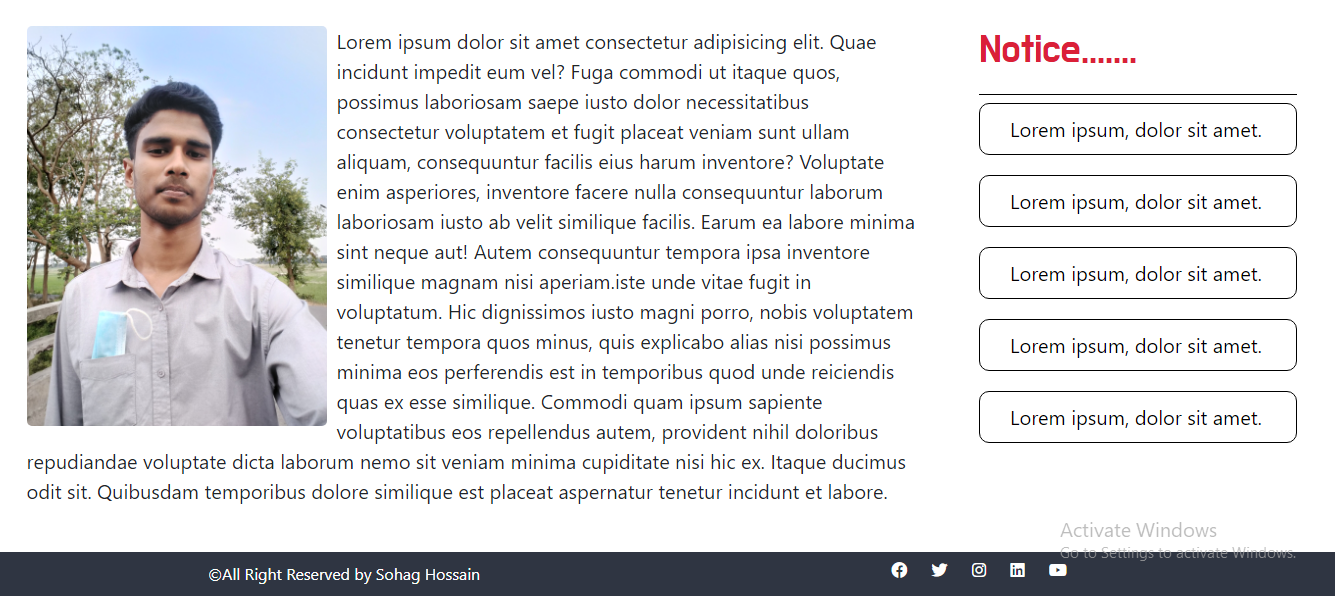 Lorem ipsum dolor sit amet consectetur adipisicing elit. Quae
incidunt impedit eum vel? Fuga commodi ut itaque quos,
possimus laboriosam saepe iusto dolor necessitatibus
consectetur voluptatem et fugit placeat veniam sunt ullam
aliquam, consequuntur facilis eius harum inventore? Voluptate
enim asperiores, inventore facere nulla consequuntur laborum
laboriosam iusto ab velit similique facilis. Earum ea labore minima
sint neque aut! Autem consequuntur tempora ipsa inventore
similique magnam nisi aperiam.iste unde vitae fugit in
voluptatum. Hic dignissimos iusto magni porro, nobis voluptatem
tenetur tempora quos minus, quis explicabo alias nisi possimus
minima eos perferendis est in temporibus quod unde reiciendis
quas ex esse similique. Commodi quam ipsum sapiente
voluptatibus eos repellendus autem, provident nihil doloribus
repudiandae voluptate dicta laborum nemo sit veniam minima cupiditate nisi hic ex. Itaque ducimus
odit sit. Quibusdam temporibus dolore similique est placeat aspernatur tenetur incidunt et labore.
Notice.......
Lorem ipsum, dolor sit amet.
Lorem ipsum, dolor sit amet.
Lorem ipsum, dolor sit amet.
Lorem ipsum, dolor sit amet.
Lorem ipsum, dolor sit amet.
Activate Windows
Go to Settings to activate Windows.
©All Right Reserved by Sohag Hossain